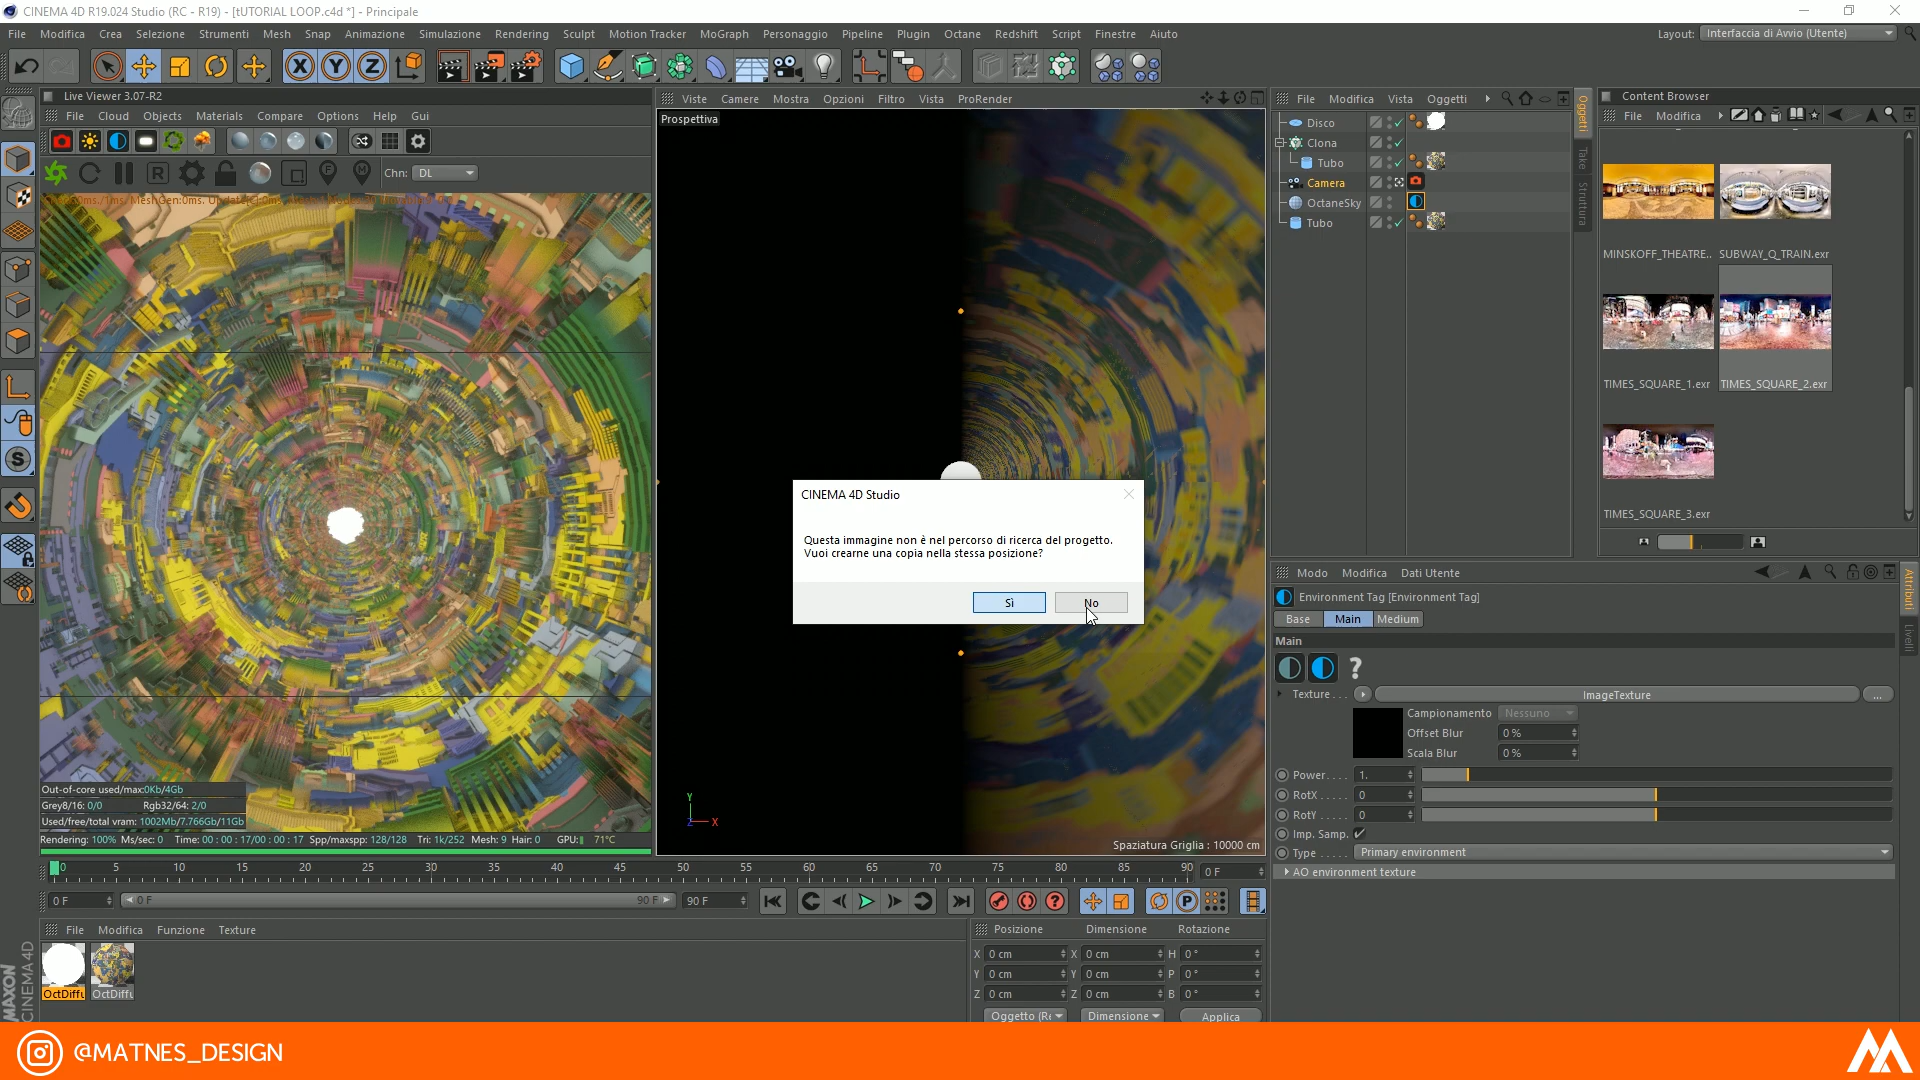 CINEMA 4D R19.024 Studio (RC - R19) - [tUTORIAL LOOP.c4d *] - Principale
File Modifica Crea Selezione Strumenti Mesh Snap Animazione Simulazione Rendering Sculpt Motion Tracker MoGraph Personaggio Pipeline Plugin Octane Redshift Script Finestre Aiuto
Layout: Interfaccia di Avvio (Utente)
Live Viewer 3.07-R2
File Cloud Objects Materials Compare Options Help Gui
Chn: DL
Out-of-core used/max:0Kb/4Gb
Grey8/16: 0/0 Rgb32/64: 2/0
Used/free/total vram: 1002Mb/7.766Gb/11Gb
Rendering: 100% Ms/sec: 0 Time: 00 : 00 : 17/00 : 00 : 17 Spp/maxspp: 128/128 Tri: 1k/252 Mesh: 9 Hair: 0 GPU: 71°C
Viste Camere Mostra Opzioni Filtro Vista ProRender
Prospettiva
Y
Z X
Spaziatura Griglia : 10000 cm
CINEMA 4D Studio
Questa immagine non è nel percorso di ricerca del progetto.
Vuoi crearne una copia nella stessa posizione?
Sì No
File Modifica Vista Oggetti
Disco
Clona
Tubo
Camera
OctaneSky
Tubo
Oggetti
Take
Struttura
Content Browser
File Modifica
MINSKOFF_THEATRE.. SUBWAY_Q_TRAIN.exr
TIMES_SQUARE_1.exr TIMES_SQUARE_2.exr
TIMES_SQUARE_3.exr
Modo Modifica Dati Utente
Environment Tag [Environment Tag]
Base Main Medium
Main
Texture . . . ImageTexture ...
Campionamento Nessuno
Offset Blur 0 %
Scala Blur 0 %
Power. . . . 1.
RotX . . . . . 0
RotY . . . . . 0
Imp. Samp.
Type . . . . . Primary environment
AO environment texture
Attributi
Livelli
0 5 10 15 20 25 30 35 40 45 50 55 60 65 70 75 80 85 90 0 F
0 F 0 F 90 F 90 F
File Modifica Funzione Texture
OctDiffu OctDiffu
Posizione Dimensione Rotazione
X 0 cm X 0 cm H 0 °
Y 0 cm Y 0 cm P 0 °
Z 0 cm Z 0 cm B 0 °
Oggetto (Re Dimensione Applica
MAXON
CINEMA 4D
@MATNES_DESIGN